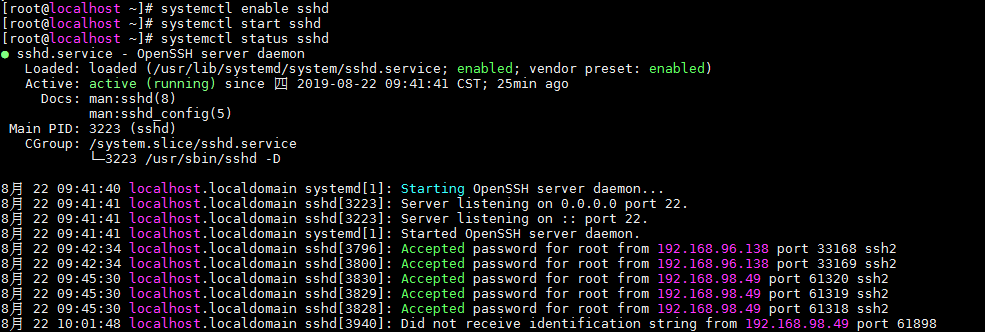 [root@localhost ~]# systemctl enable sshd
[root@localhost ~]# systemctl start sshd
[root@localhost ~]# systemctl status sshd
● sshd.service - OpenSSH server daemon
   Loaded: loaded (/usr/lib/systemd/system/sshd.service; enabled; vendor preset: enabled)
   Active: active (running) since 四 2019-08-22 09:41:41 CST; 25min ago
     Docs: man:sshd(8)
           man:sshd_config(5)
 Main PID: 3223 (sshd)
   CGroup: /system.slice/sshd.service
           └─3223 /usr/sbin/sshd -D

8月 22 09:41:40 localhost.localdomain systemd[1]: Starting OpenSSH server daemon...
8月 22 09:41:41 localhost.localdomain sshd[3223]: Server listening on 0.0.0.0 port 22.
8月 22 09:41:41 localhost.localdomain sshd[3223]: Server listening on :: port 22.
8月 22 09:41:41 localhost.localdomain systemd[1]: Started OpenSSH server daemon.
8月 22 09:42:34 localhost.localdomain sshd[3796]: Accepted password for root from 192.168.96.138 port 33168 ssh2
8月 22 09:42:34 localhost.localdomain sshd[3800]: Accepted password for root from 192.168.96.138 port 33169 ssh2
8月 22 09:45:30 localhost.localdomain sshd[3830]: Accepted password for root from 192.168.98.49 port 61320 ssh2
8月 22 09:45:30 localhost.localdomain sshd[3829]: Accepted password for root from 192.168.98.49 port 61319 ssh2
8月 22 09:45:30 localhost.localdomain sshd[3828]: Accepted password for root from 192.168.98.49 port 61318 ssh2
8月 22 10:01:48 localhost.localdomain sshd[3940]: Did not receive identification string from 192.168.98.49 port 61898